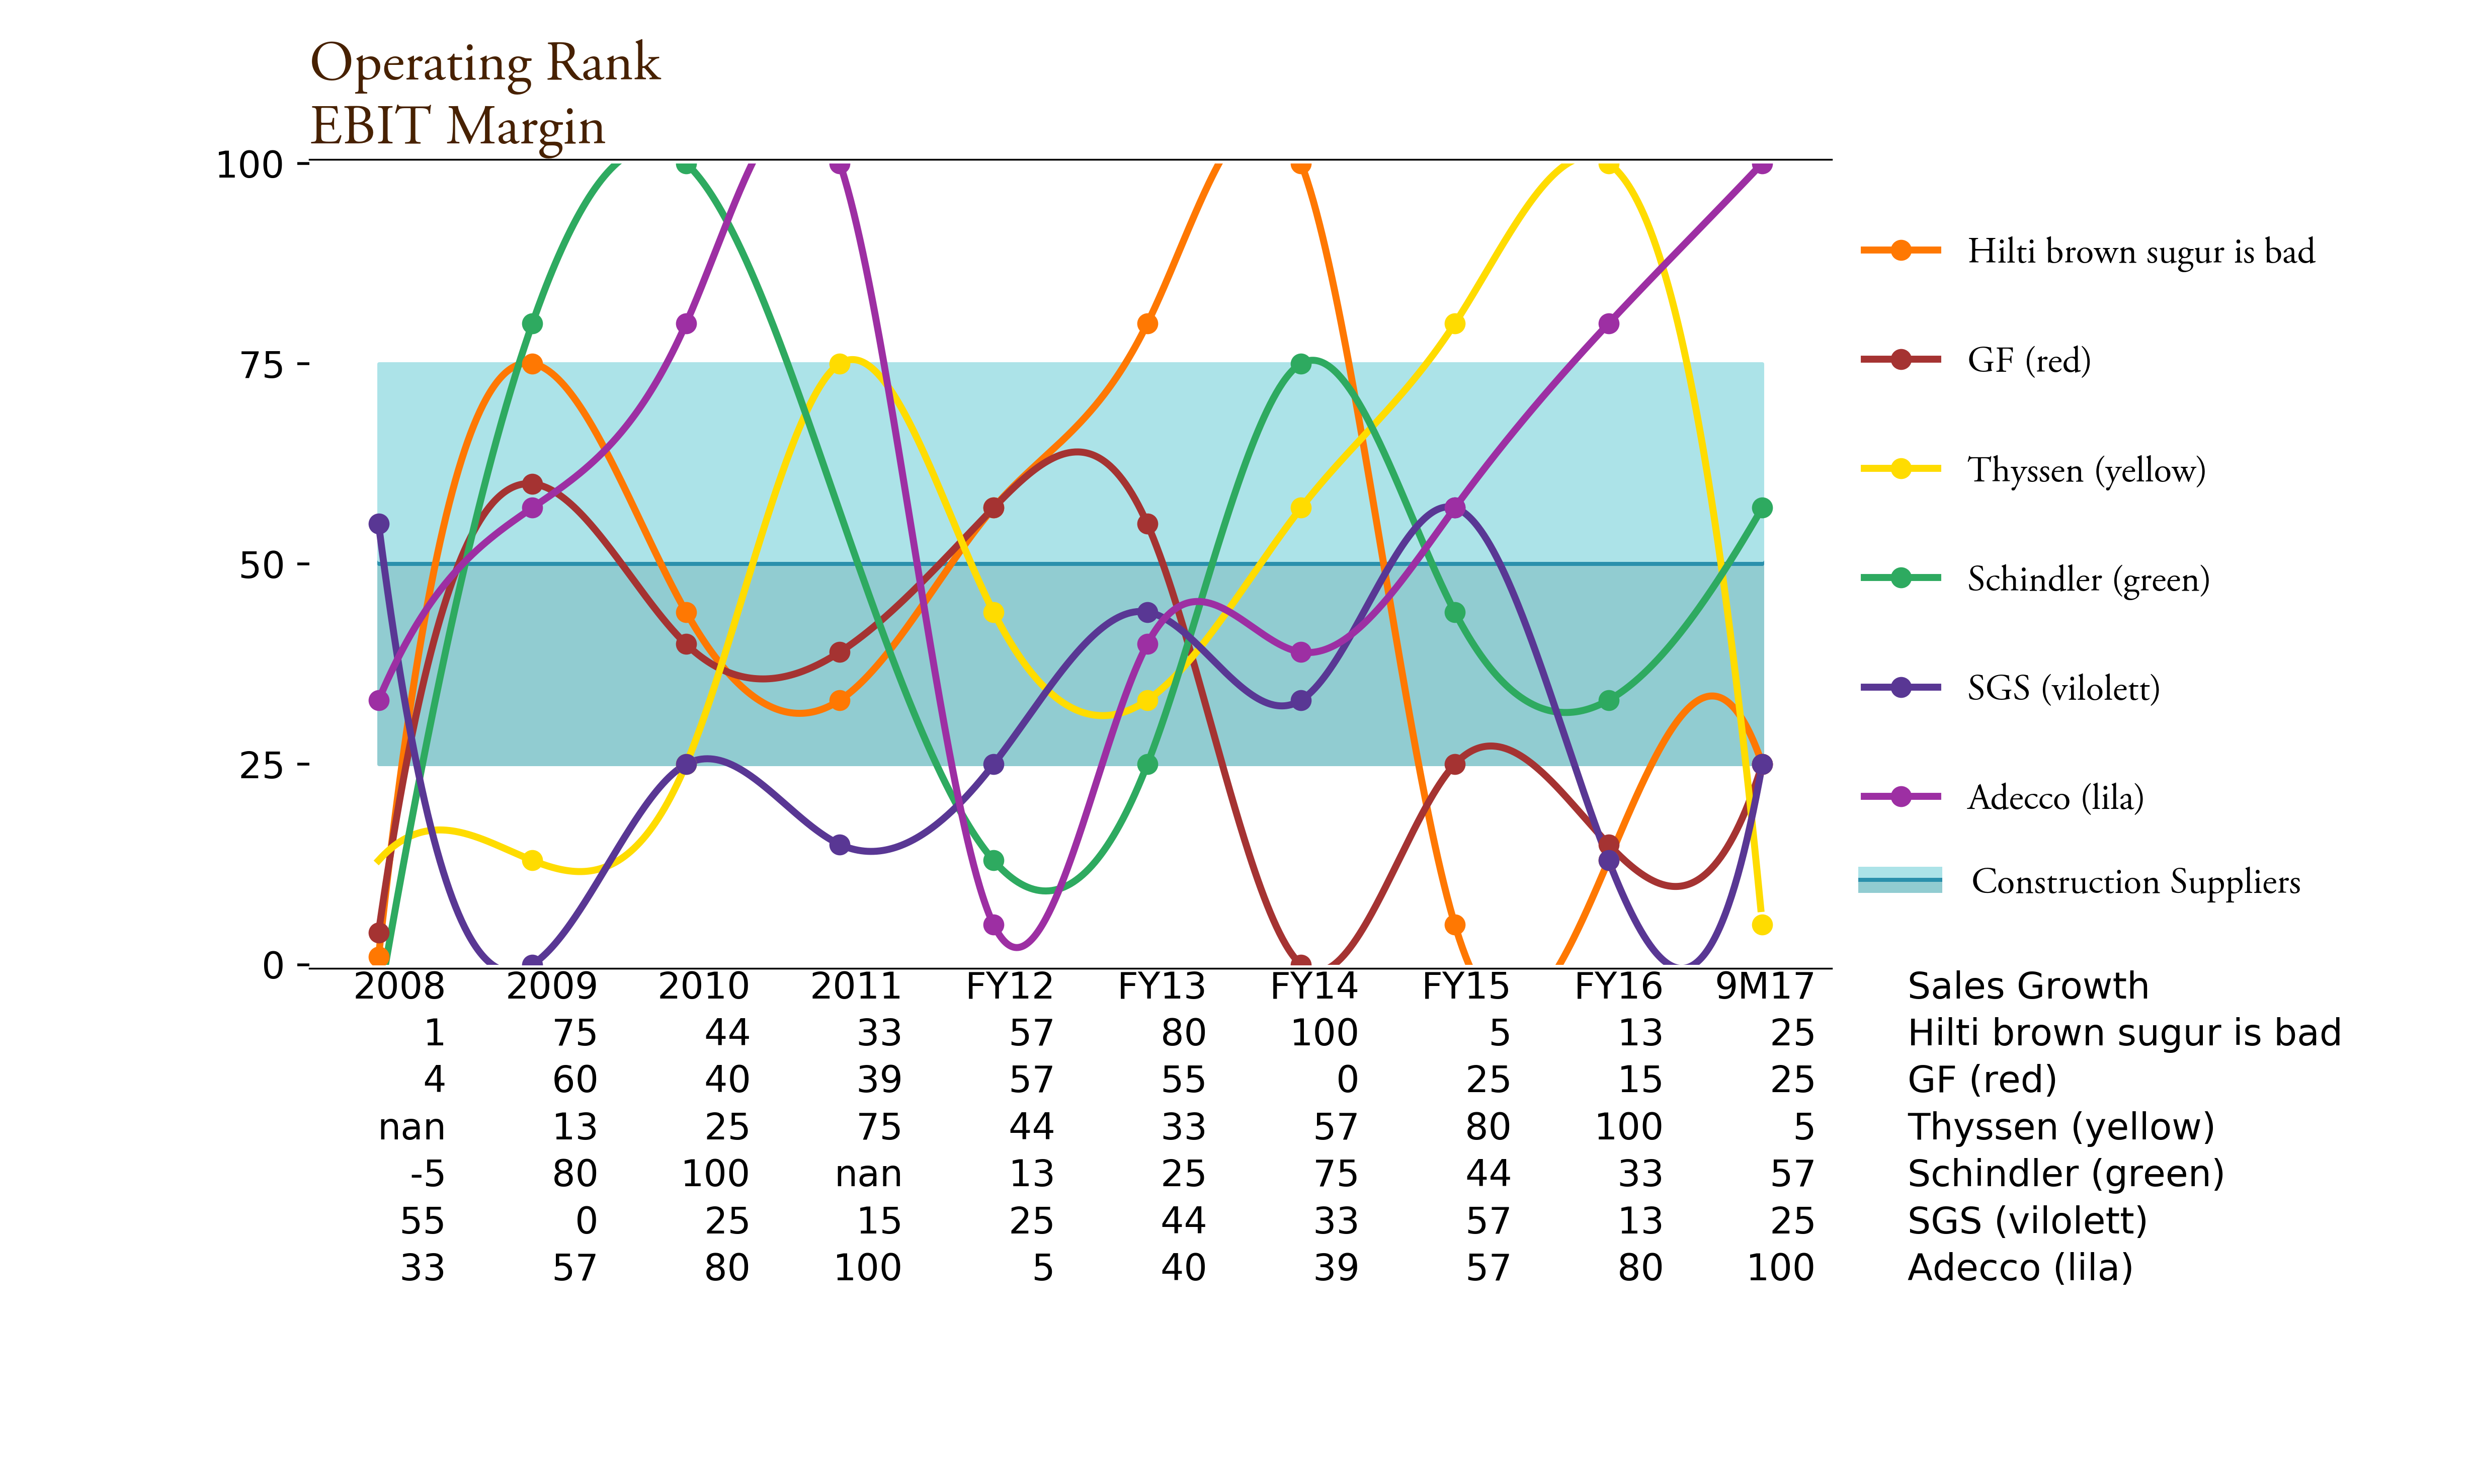 Operating Rank
EBIT Margin
100
75
50
25
0
Hilti brown sugur is bad
GF (red)
Thyssen (yellow)
Schindler (green)
SGS (vilolett)
Adecco (lila)
Construction Suppliers
2008 2009 2010 2011 FY12 FY13 FY14 FY15 FY16 9M17 Sales Growth
1 75 44 33 57 80 100 5 13 25 Hilti brown sugur is bad
4 60 40 39 57 55 0 25 15 25 GF (red)
nan 13 25 75 44 33 57 80 100 5 Thyssen (yellow)
-5 80 100 nan 13 25 75 44 33 57 Schindler (green)
55 0 25 15 25 44 33 57 13 25 SGS (vilolett)
33 57 80 100 5 40 39 57 80 100 Adecco (lila)